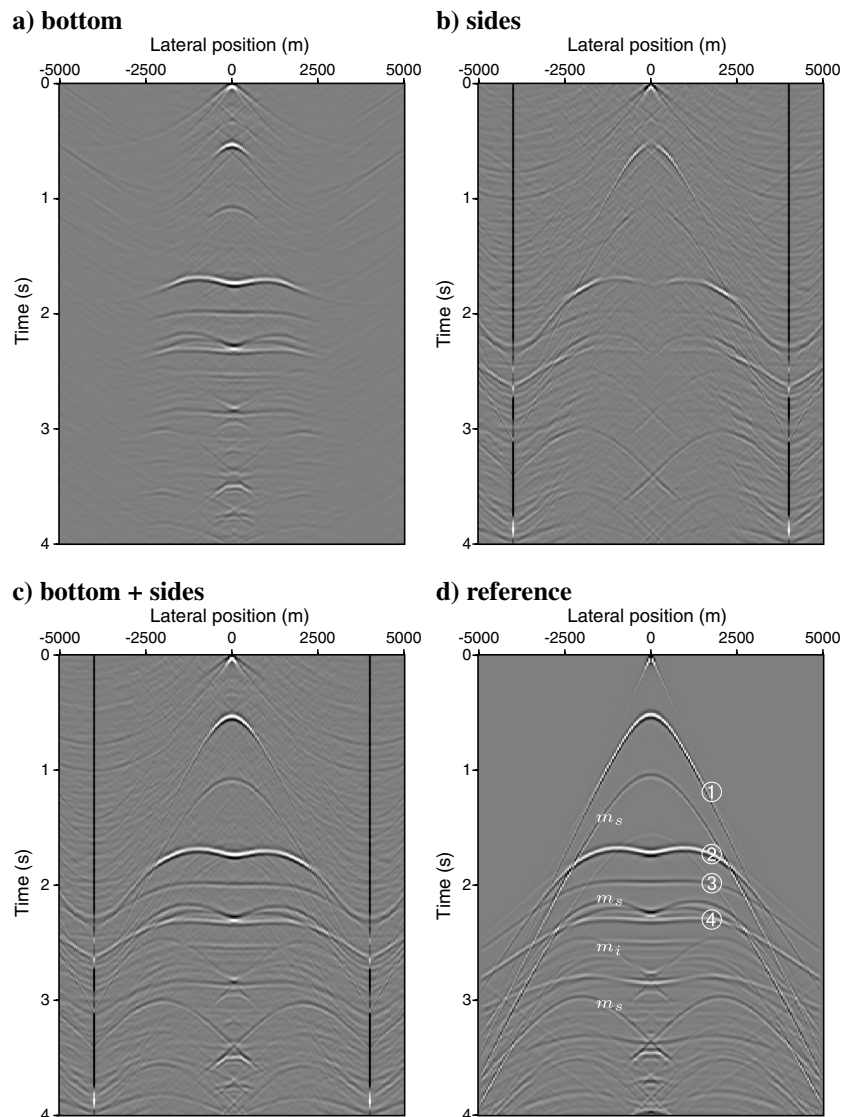 a) bottom
Lateral position (m)
-5000 -2500 0 2500 5000
0
1
2
3
4
Time (s)
b) sides
Lateral position (m)
-5000 -2500 0 2500 5000
0
1
2
3
4
Time (s)
c) bottom + sides
Lateral position (m)
-5000 -2500 0 2500 5000
0
1
2
3
4
Time (s)
d) reference
Lateral position (m)
-5000 -2500 0 2500 5000
0
1
2
3
4
Time (s)
①
m_s
②
③
m_s
④
m_i
m_s